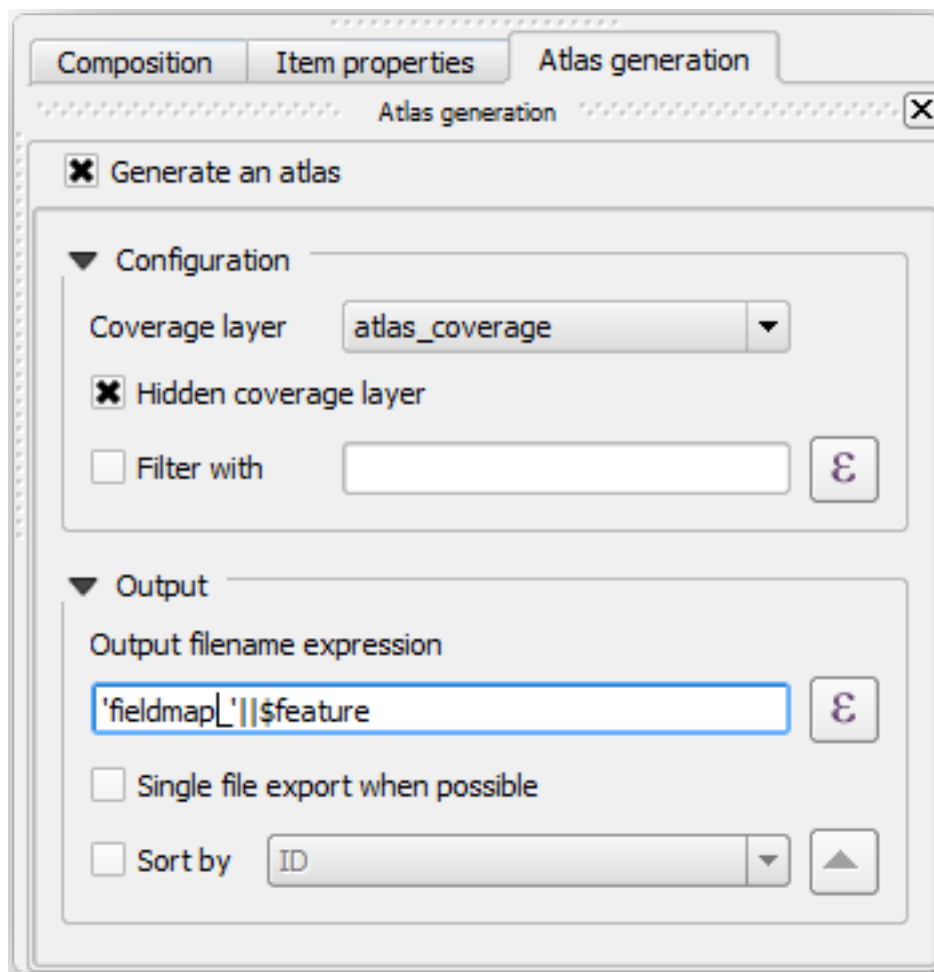 Composition Item properties Atlas generation
Atlas generation
Generate an atlas
Configuration
Coverage layer atlas_coverage
Hidden coverage layer
Filter with ε
Output
Output filename expression
'fieldmap_'||$feature ε
Single file export when possible
Sort by ID